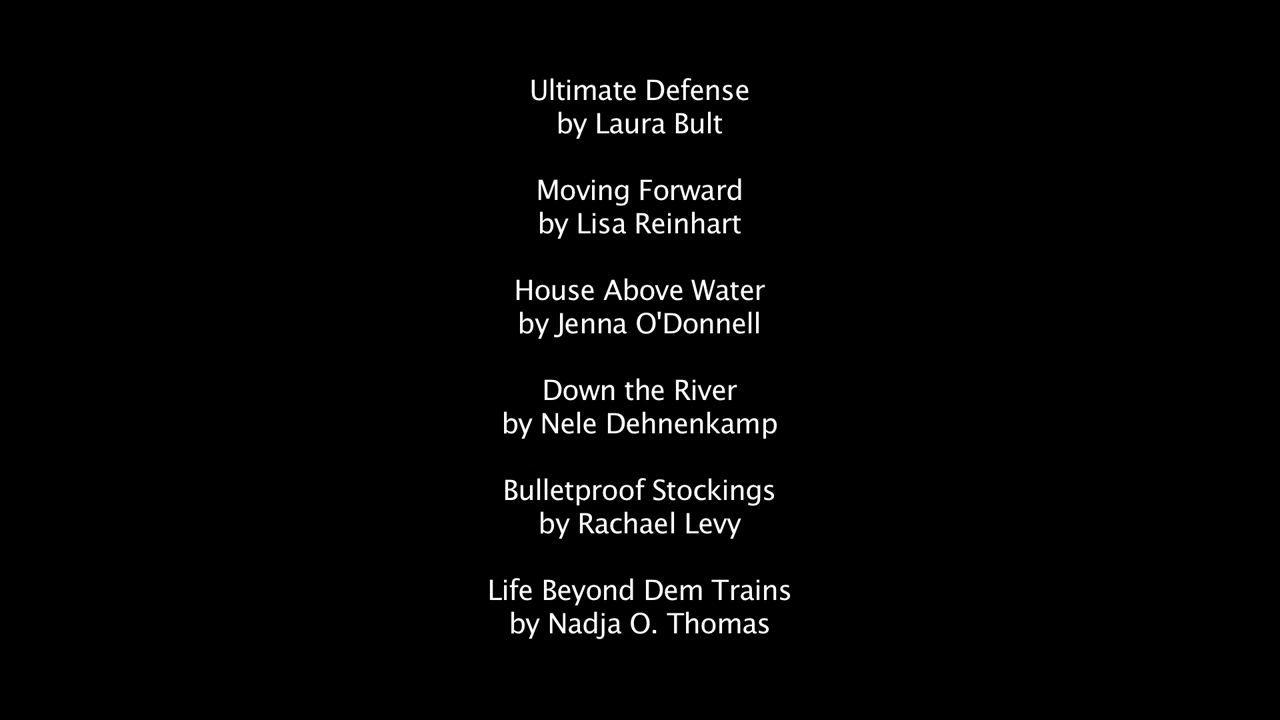 Ultimate Defense
by Laura Bult
Moving Forward
by Lisa Reinhart
House Above Water
by Jenna O'Donnell
Down the River
by Nele Dehnenkamp
Bulletproof Stockings
by Rachael Levy
Life Beyond Dem Trains
by Nadja O. Thomas